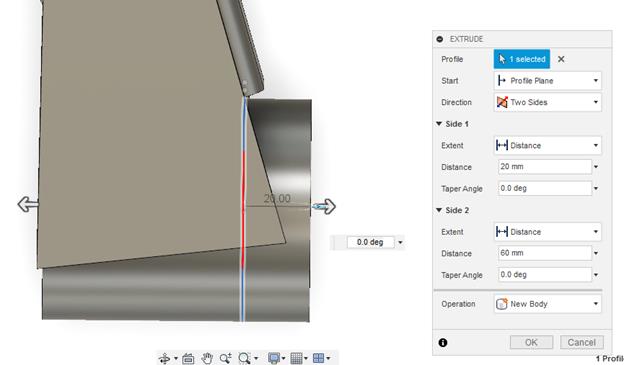 EXTRUDE
Profile 1 selected
Start Profile Plane
Direction Two Sides
Side 1
Extent Distance
Distance 20 mm
Taper Angle 0.0 deg
Side 2
Extent Distance
Distance 60 mm
Taper Angle 0.0 deg
Operation New Body
OK Cancel
20.00
0.0 deg
1 Profil